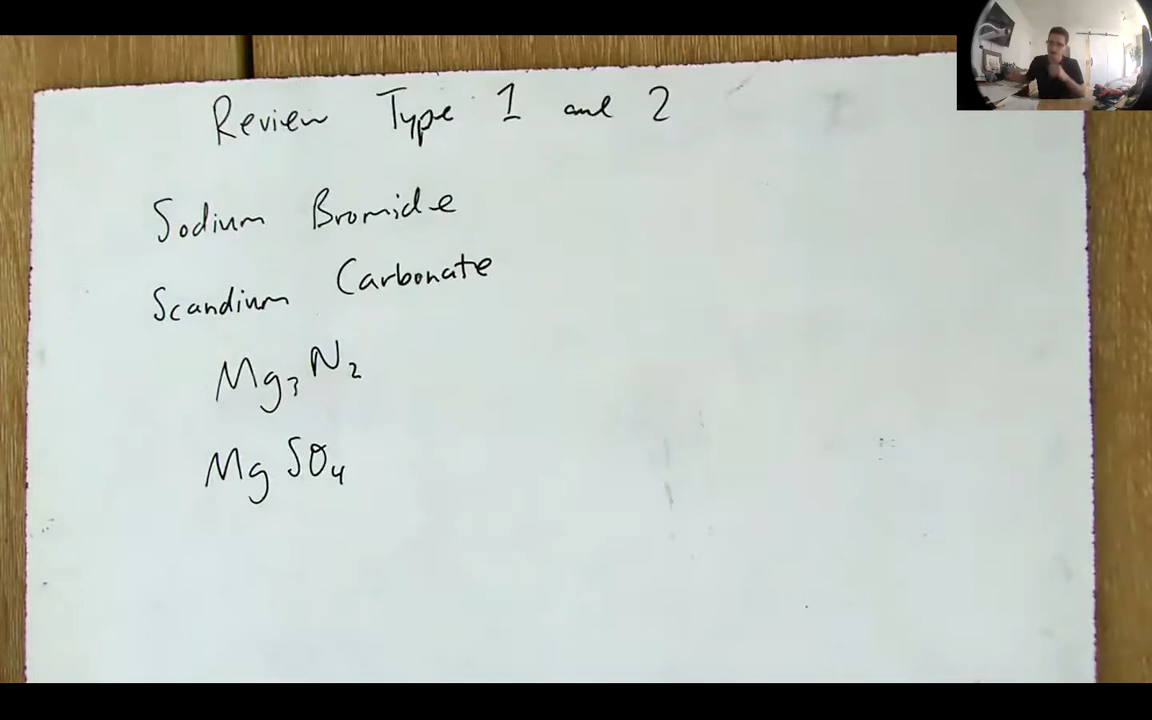 Review Type 1 and 2
Sodium Bromide
Scandium Carbonate
Mg₃N₂
MgSO₄